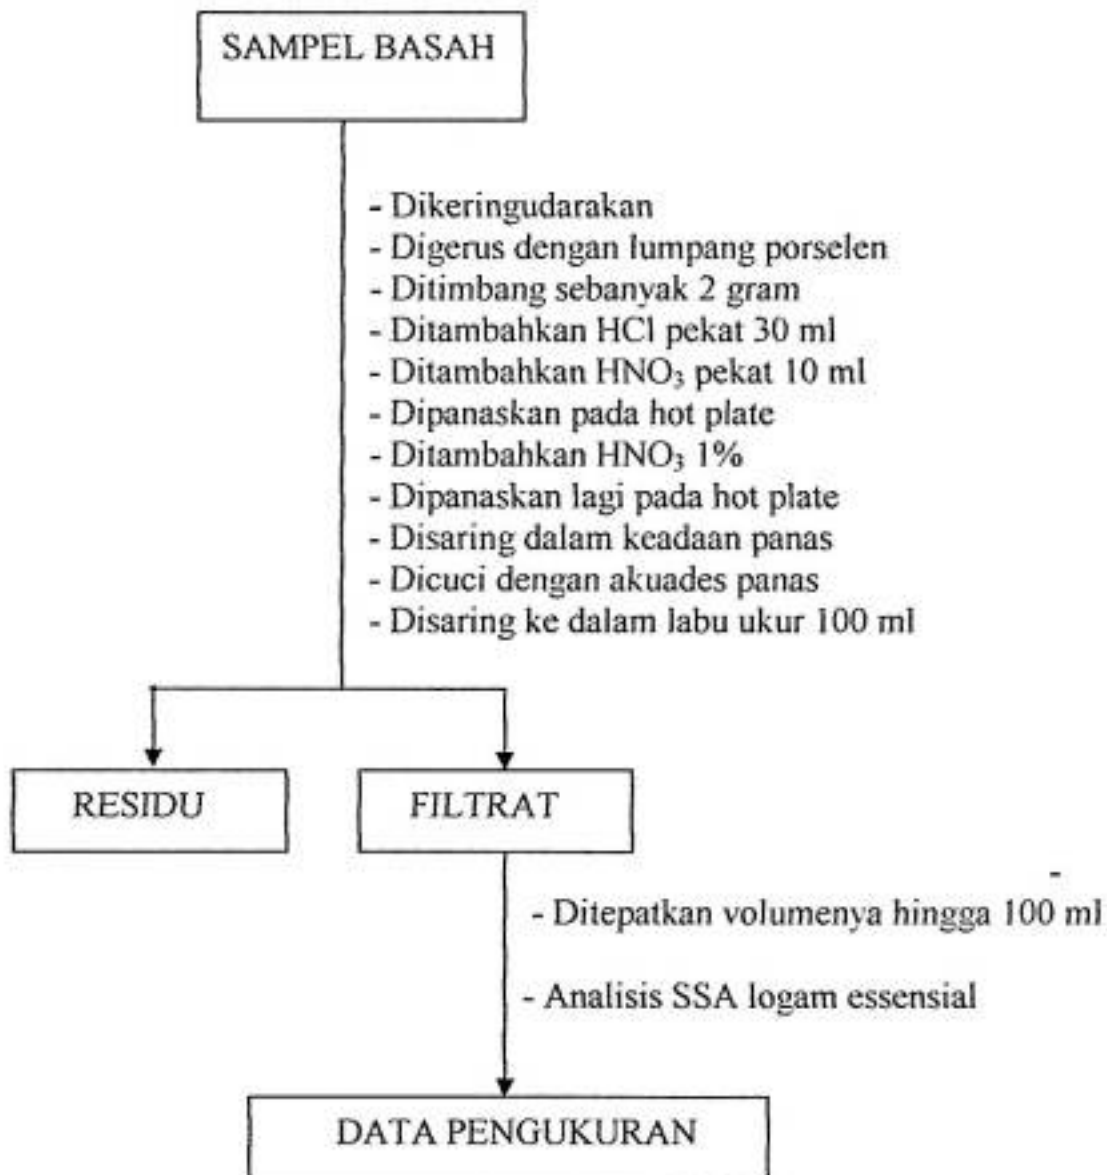 SAMPEL BASAH
- Dikeringudarakan
- Digerus dengan lumpang porselen
- Ditimbang sebanyak 2 gram
- Ditambahkan HCl pekat 30 ml
- Ditambahkan HNO₃ pekat 10 ml
- Dipanaskan pada hot plate
- Ditambahkan HNO₃ 1%
- Dipanaskan lagi pada hot plate
- Disaring dalam keadaan panas
- Dicuci dengan akuades panas
- Disaring ke dalam labu ukur 100 ml
RESIDU
FILTRAT
-
- Ditepatkan volumenya hingga 100 ml
- Analisis SSA logam essensial
DATA PENGUKURAN